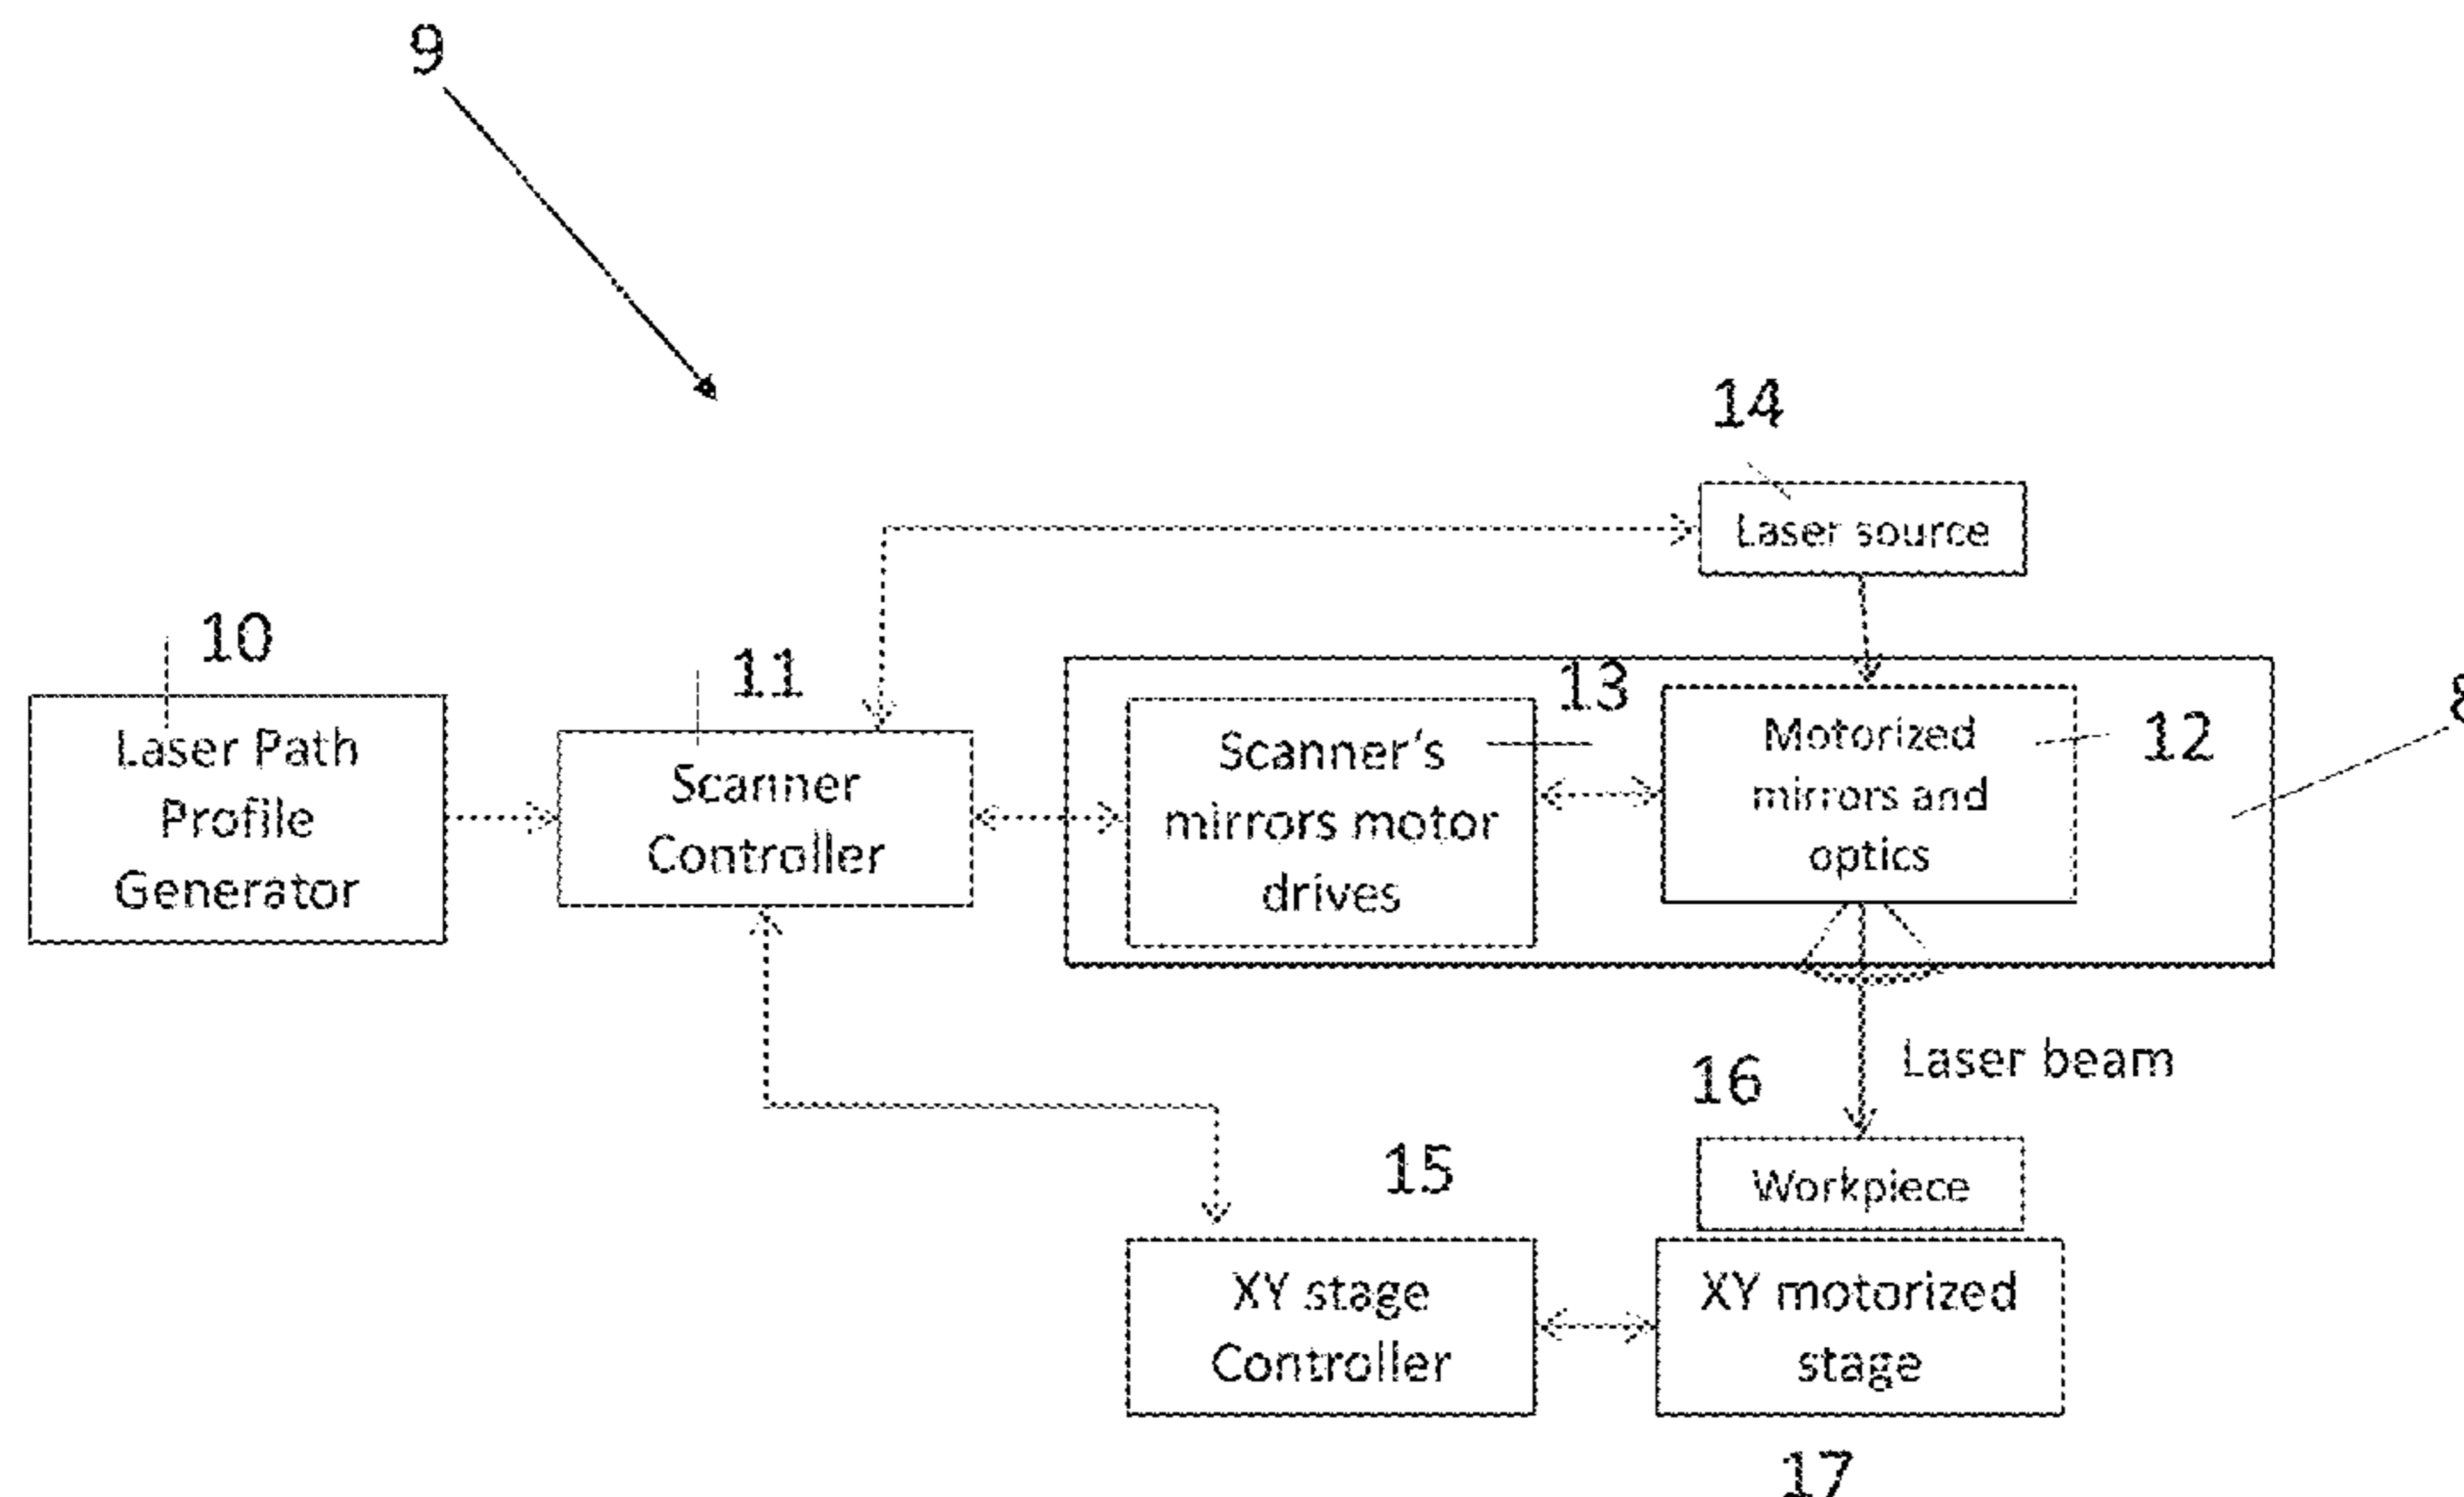 9
14
Laser source
10
11
13
12
8
Laser Path
Profile
Generator
Scanner
Controller
Scanner's
mirrors motor
drives
Motorized
mirrors and
optics
16
Laser beam
15
Workpiece
XY stage
Controller
XY motorized
stage
17